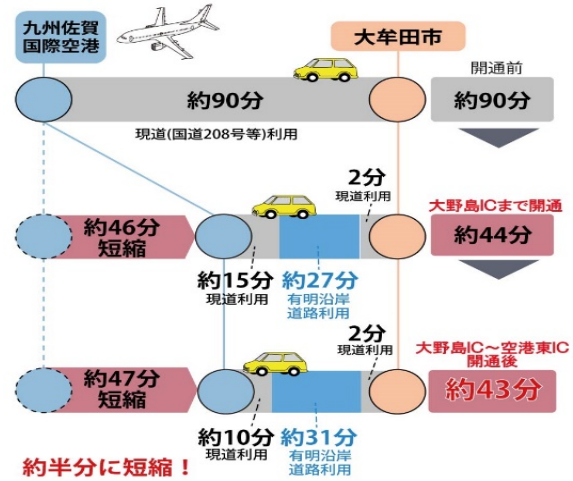 九州佐賀
国際空港
大牟田市
開通前
約90分
約90分
現道(国道208号等)利用
2分
現道利用
大野島ICまで開通
約46分
短縮
約44分
約15分
現道利用
約27分
有明沿岸
道路利用
2分
現道利用
大野島IC～空港東IC
開通後
約47分
短縮
約43分
約10分
現道利用
約31分
有明沿岸
道路利用
約半分に短縮！